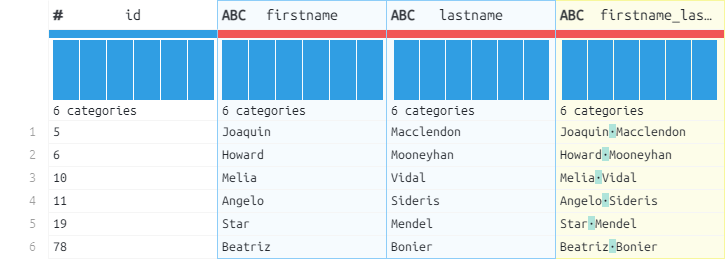 # id ABC firstname ABC lastname ABC firstname_las…
6 categories 6 categories 6 categories 6 categories
1 5 Joaquin Macclendon Joaquin·Macclendon
2 6 Howard Mooneyhan Howard·Mooneyhan
3 10 Melia Vidal Melia·Vidal
4 11 Angelo Sideris Angelo·Sideris
5 19 Star Mendel Star·Mendel
6 78 Beatriz Bonier Beatriz·Bonier